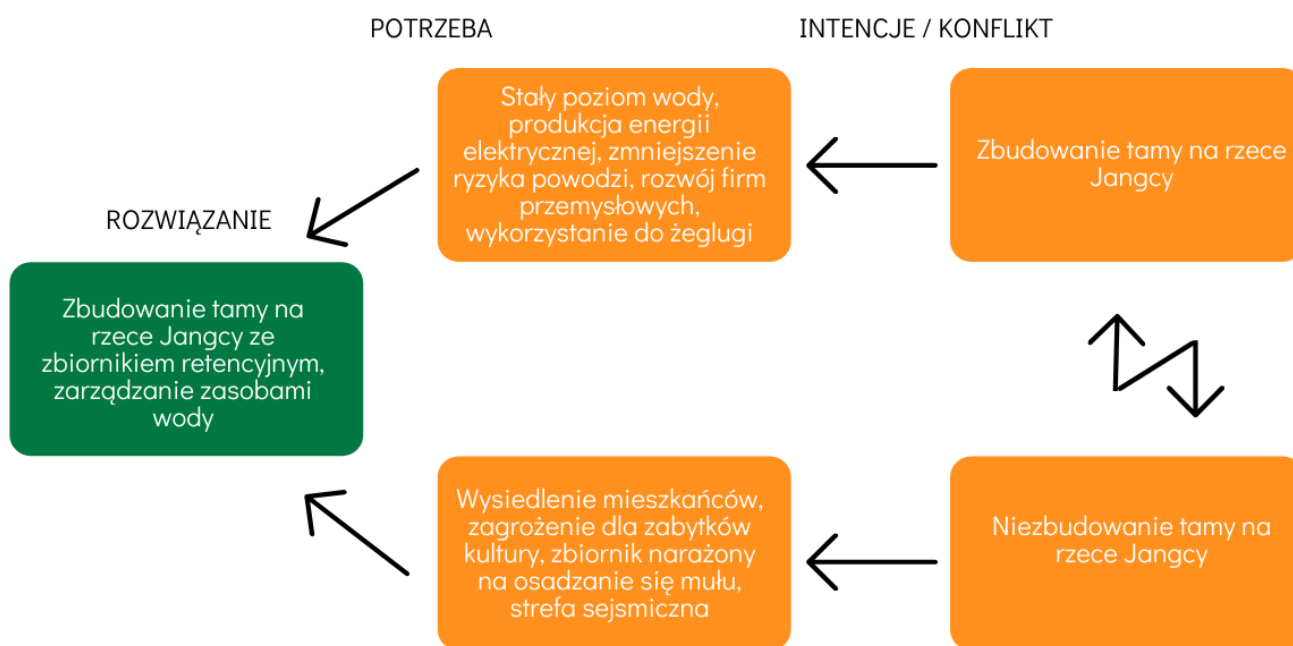 POTRZEBA
INTENCJE / KONFLIKT
Stały poziom wody,
produkcja energii
elektrycznej, zmniejszenie
ryzyka powodzi, rozwój firm
przemysłowych,
wykorzystanie do żeglugi
Zbudowanie tamy na rzece
Jangcy
ROZWIĄZANIE
Zbudowanie tamy na
rzece Jangcy ze
zbiornikiem retencyjnym,
zarządzanie zasobami
wody
Wysiedlenie mieszkańców,
zagrożenie dla zabytków
kultury, zbiornik narażony
na osadzanie się mułu,
strefa sejsmiczna
Niezbudowanie tamy na
rzece Jangcy